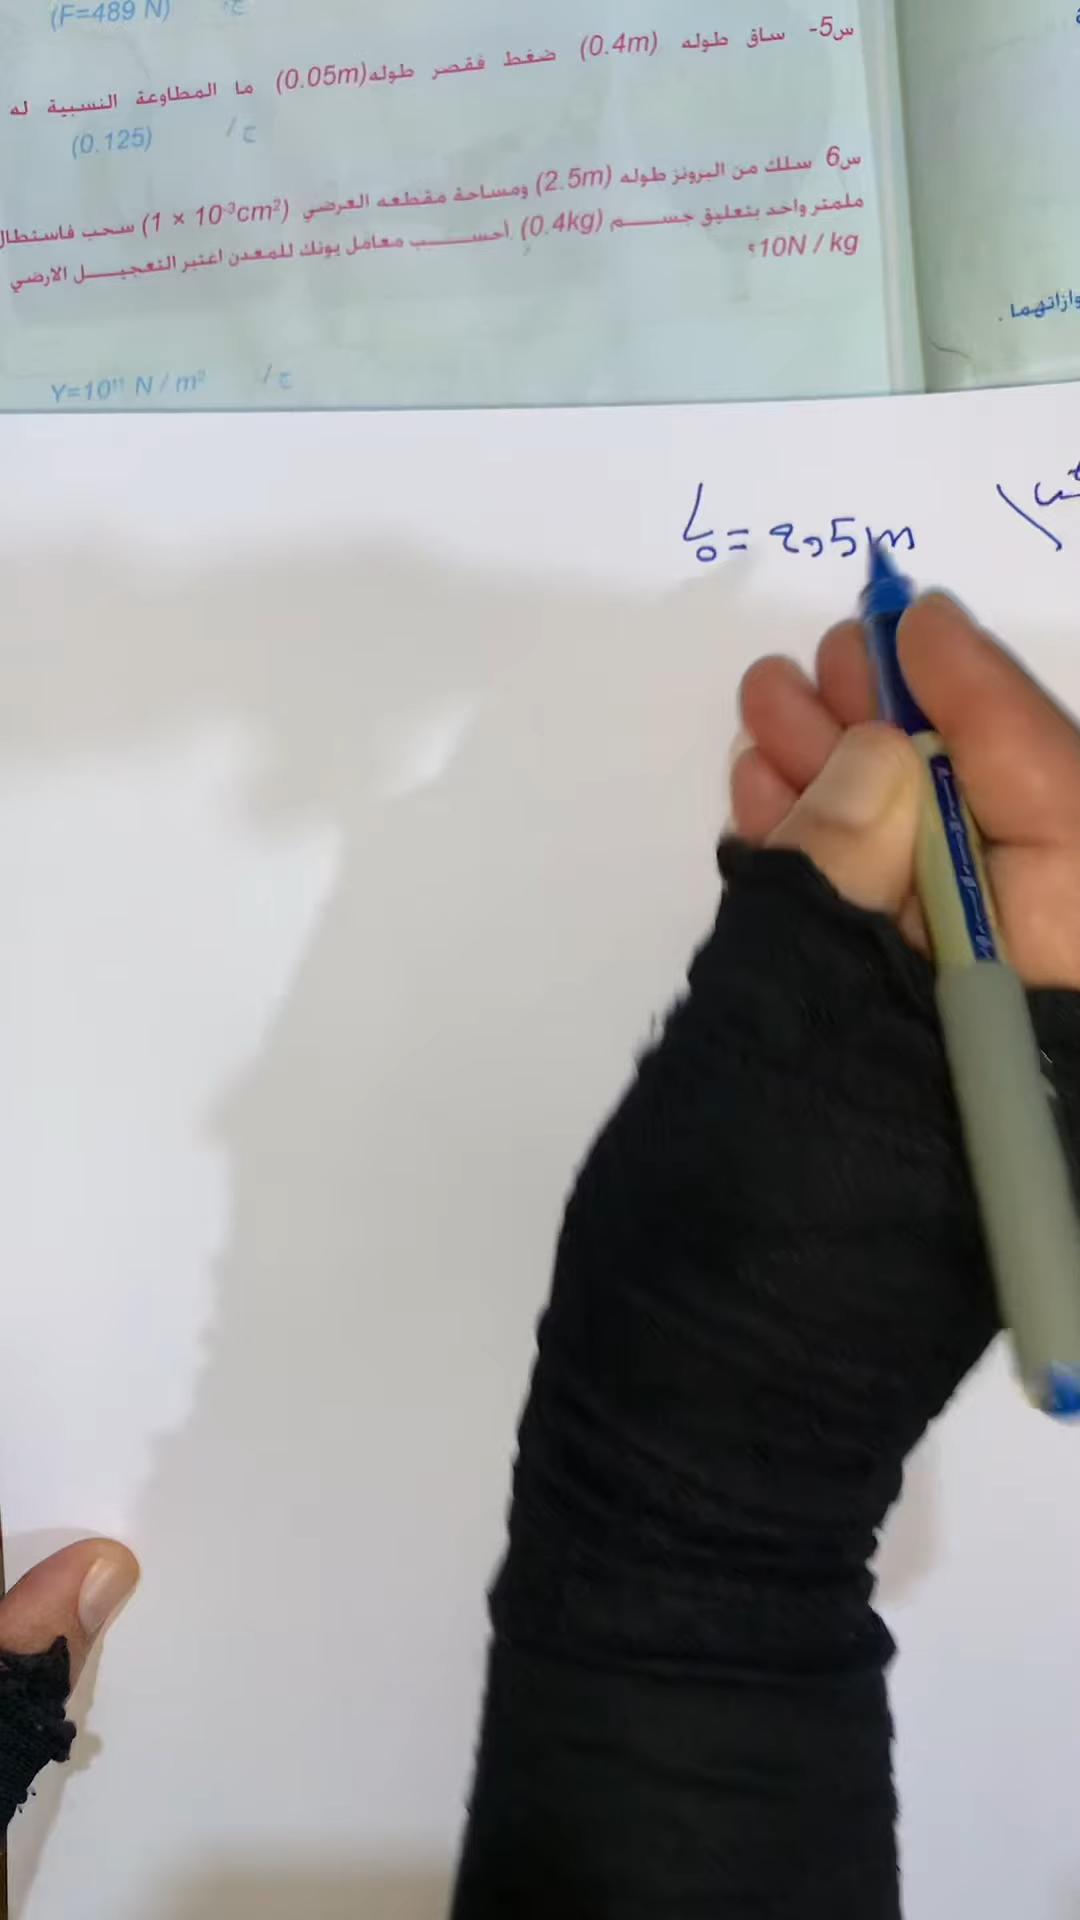 (F=489 N) ج/
س5- ساق طوله (0.4m) ضغط فقصر طوله(0.05m) ما المطاوعة النسبية له
ج/ (0.125)
س6 سلك من البرونز طوله (2.5m) ومساحة مقطعه العرضي (1 × 10⁻³cm²) سحب فاستطال
ملمتر واحد بتعليق جسم (0.4kg) أحسب معامل يونك للمعدن اعتبر التعجيل الارضي
10N / kg؟
ج/ Y=10¹¹ N / m²
وازاتهما .
L₀ = 2,5m